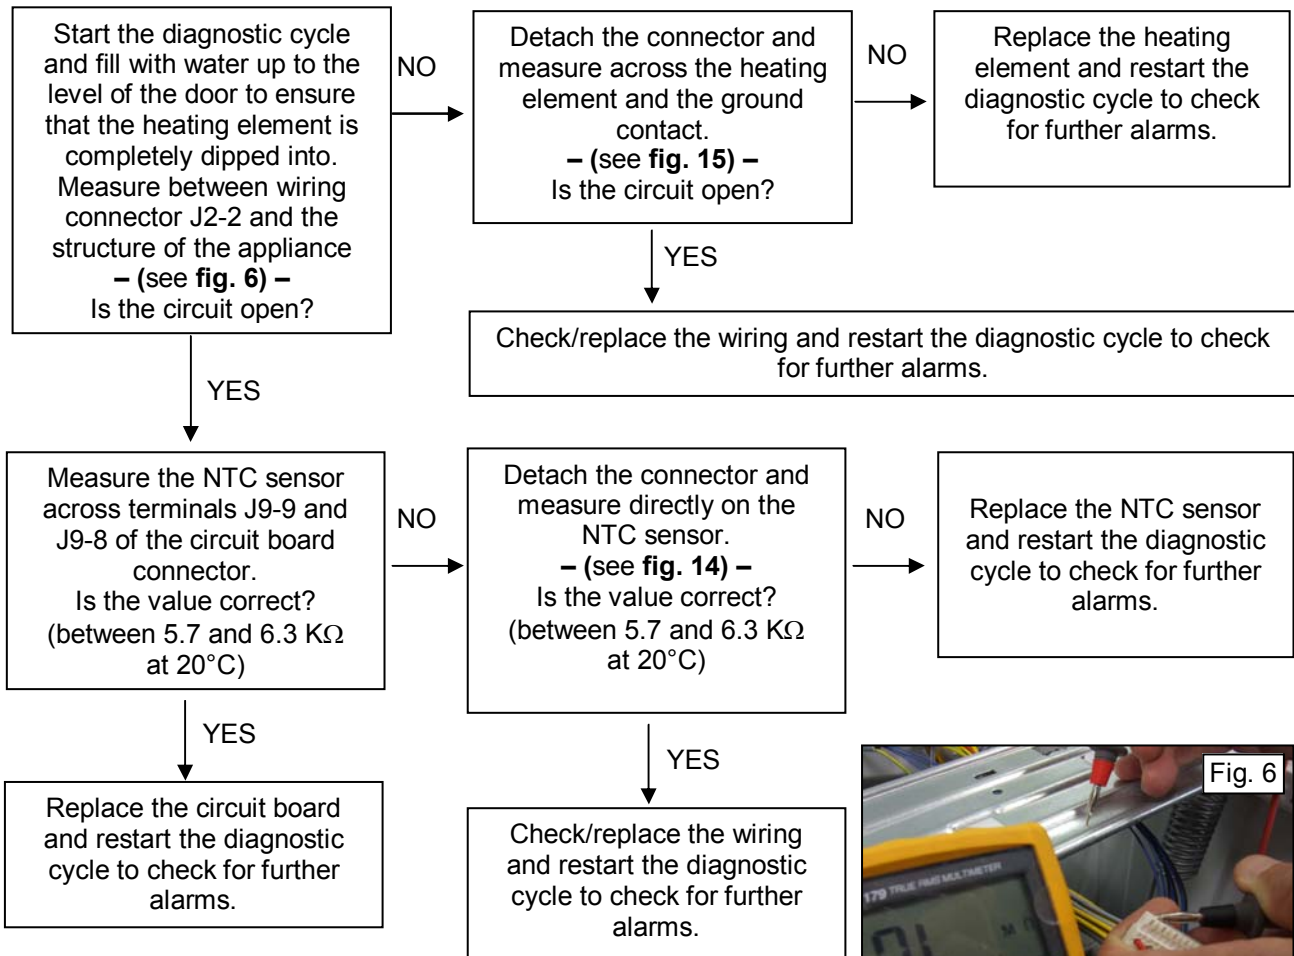 Start the diagnostic cycle
and fill with water up to the
level of the door to ensure
that the heating element is
completely dipped into.
Measure between wiring
connector J2-2 and the
structure of the appliance
– (see fig. 6) –
Is the circuit open?
NO
Detach the connector and
measure across the heating
element and the ground
contact.
– (see fig. 15) –
Is the circuit open?
NO
Replace the heating
element and restart the
diagnostic cycle to check
for further alarms.
YES
Check/replace the wiring and restart the diagnostic cycle to check
for further alarms.
YES
Measure the NTC sensor
across terminals J9-9 and
J9-8 of the circuit board
connector.
Is the value correct?
(between 5.7 and 6.3 KΩ
at 20°C)
NO
Detach the connector and
measure directly on the
NTC sensor.
– (see fig. 14) –
Is the value correct?
(between 5.7 and 6.3 KΩ
at 20°C)
NO
Replace the NTC sensor
and restart the diagnostic
cycle to check for further
alarms.
YES
Replace the circuit board
and restart the diagnostic
cycle to check for further
alarms.
YES
Check/replace the wiring
and restart the diagnostic
cycle to check for further
alarms.
Fig. 6
179 TRUE RMS MULTIMETER
MΩ